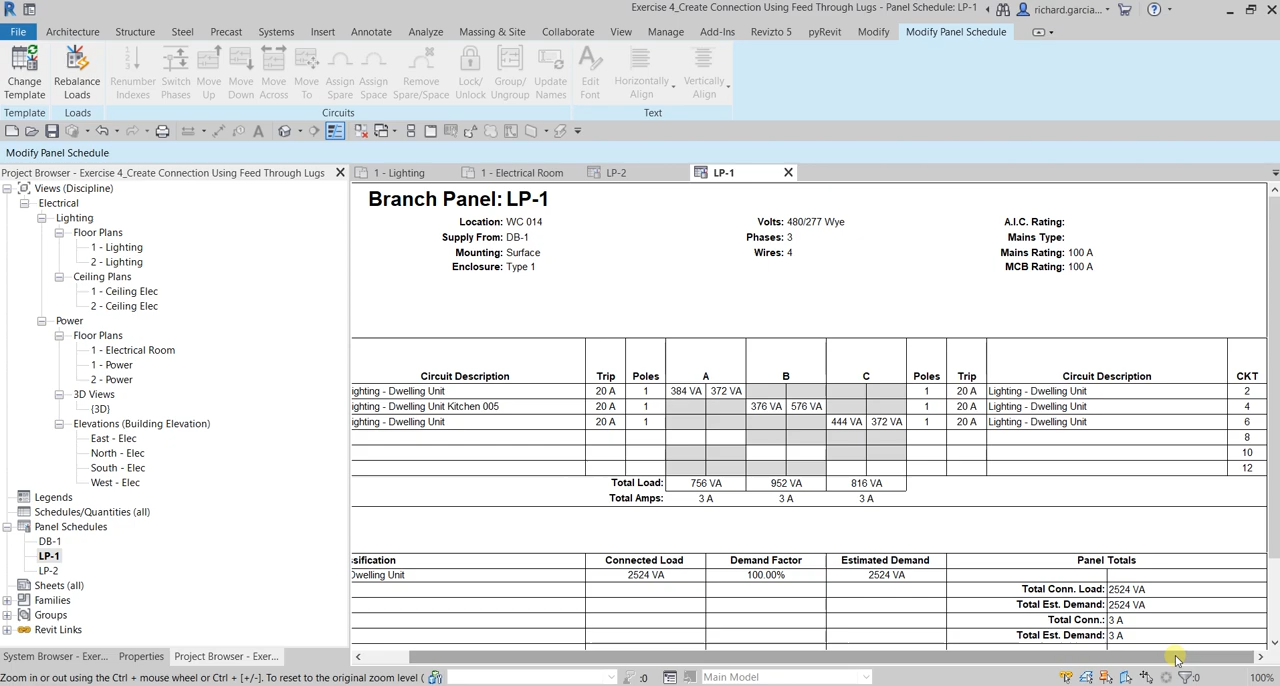 Exercise 4_Create Connection Using Feed Through Lugs - Panel Schedule: LP-1
richard.garcia...
File Architecture Structure Steel Precast Systems Insert Annotate Analyze Massing & Site Collaborate View Manage Add-Ins Revizto 5 pyRevit Modify Modify Panel Schedule
Change Template
Rebalance Loads
Renumber Indexes
Switch Phases
Move Up
Move Down
Move Across
Move To
Assign Spare
Assign Space
Remove Spare/Space
Lock/ Unlock
Group/ Ungroup
Update Names
Edit Font
Horizontally Align
Vertically Align
Template Loads Circuits Text
Modify Panel Schedule
Project Browser - Exercise 4_Create Connection Using Feed Through Lugs
1 - Lighting 1 - Electrical Room LP-2 LP-1
Views (Discipline)
Electrical
Lighting
Floor Plans
1 - Lighting
2 - Lighting
Ceiling Plans
1 - Ceiling Elec
2 - Ceiling Elec
Power
Floor Plans
1 - Electrical Room
1 - Power
2 - Power
3D Views
{3D}
Elevations (Building Elevation)
East - Elec
North - Elec
South - Elec
West - Elec
Legends
Schedules/Quantities (all)
Panel Schedules
DB-1
LP-1
LP-2
Sheets (all)
Families
Groups
Revit Links
Branch Panel: LP-1
Location: WC 014 Volts: 480/277 Wye A.I.C. Rating:
Supply From: DB-1 Phases: 3 Mains Type:
Mounting: Surface Wires: 4 Mains Rating: 100 A
Enclosure: Type 1 MCB Rating: 100 A
Circuit Description Trip Poles A B C Poles Trip Circuit Description CKT
ighting - Dwelling Unit 20 A 1 384 VA 372 VA 1 20 A Lighting - Dwelling Unit 2
ighting - Dwelling Unit Kitchen 005 20 A 1 376 VA 576 VA 1 20 A Lighting - Dwelling Unit 4
ighting - Dwelling Unit 20 A 1 444 VA 372 VA 1 20 A Lighting - Dwelling Unit 6
8
10
12
Total Load: 756 VA 952 VA 816 VA
Total Amps: 3 A 3 A 3 A
ssification Connected Load Demand Factor Estimated Demand Panel Totals
Dwelling Unit 2524 VA 100.00% 2524 VA
Total Conn. Load: 2524 VA
Total Est. Demand: 2524 VA
Total Conn.: 3 A
Total Est. Demand: 3 A
System Browser - Exer... Properties Project Browser - Exer...
Zoom in or out using the Ctrl + mouse wheel or Ctrl + [+/-]. To reset to the original zoom level ( :0 Main Model :0 100%